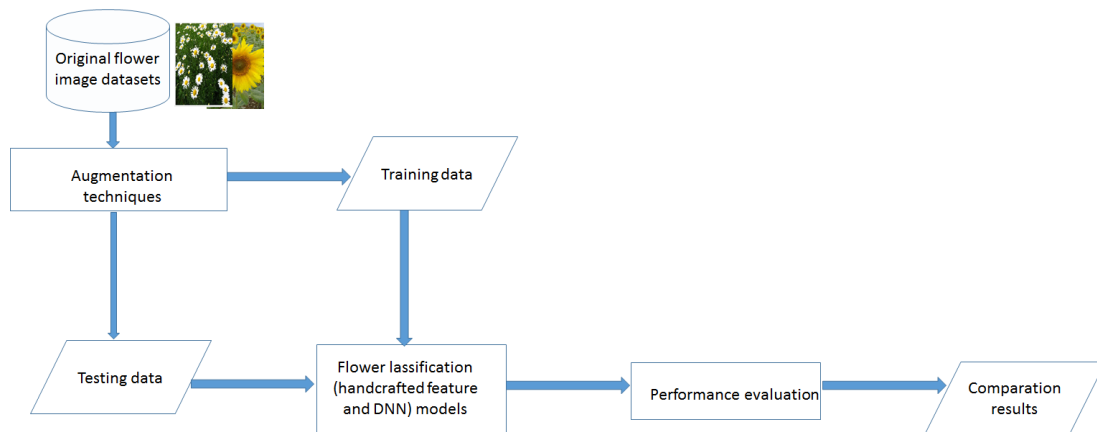 Original flower
image datasets
Augmentation
techniques
Training data
Testing data
Flower lassification
(handcrafted feature
and DNN) models
Performance evaluation
Comparation
results